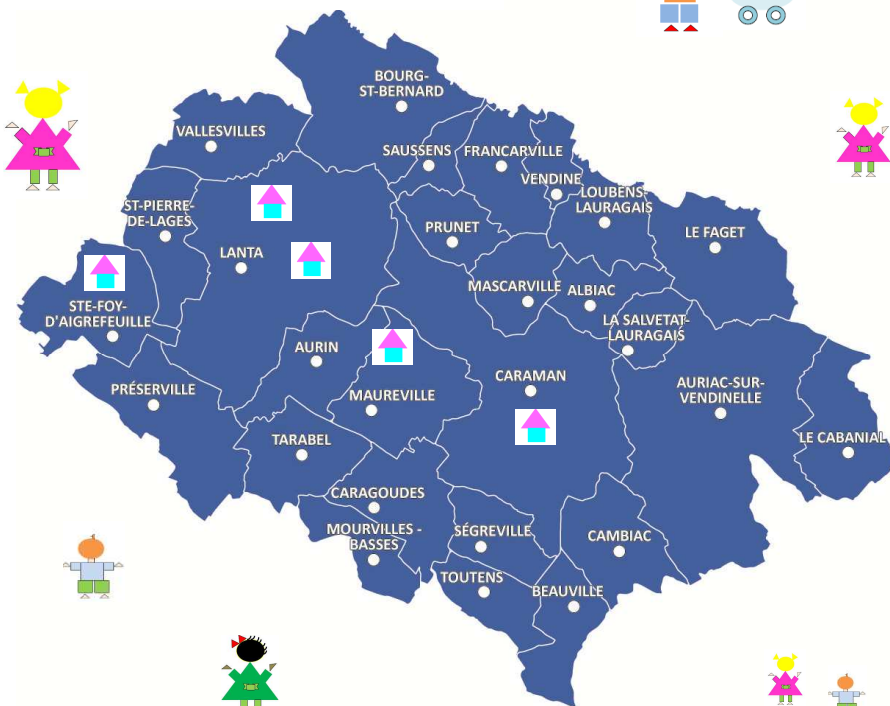 BOURG-
ST-BERNARD
VALLESVILLES
SAUSSENS
FRANCARVILLE
VENDINE
LOUBENS-
LAURAGAIS
ST-PIERRE-
DE-LAGES
PRUNET
LE FAGET
LANTA
MASCARVILLE
ALBIAC
STE-FOY-
D'AIGREFEUILLE
LA SALVETAT-
LAURAGAIS
AURIN
CARAMAN
PRÉSERVILLE
MAUREVILLE
AURIAC-SUR-
VENDINELLE
TARABEL
LE CABANIAL
CARAGOUDES
MOURVILLES -
BASSES
SÉGREVILLE
CAMBIAC
TOUTENS
BEAUVILLE